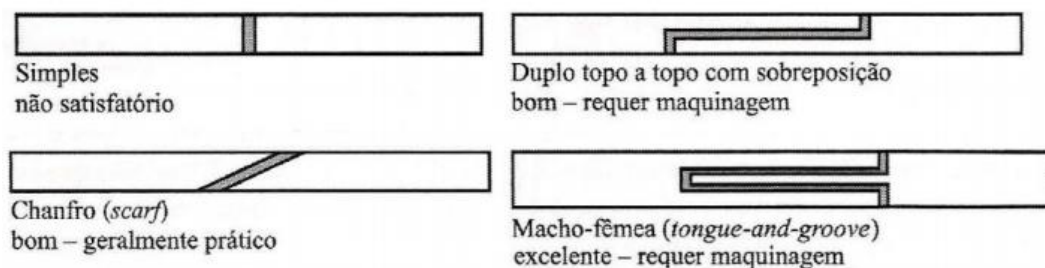 Simples
não satisfatório
Duplo topo a topo com sobreposição
bom – requer maquinagem
Chanfro (scarf)
bom – geralmente prático
Macho-fêmea (tongue-and-groove)
excelente – requer maquinagem